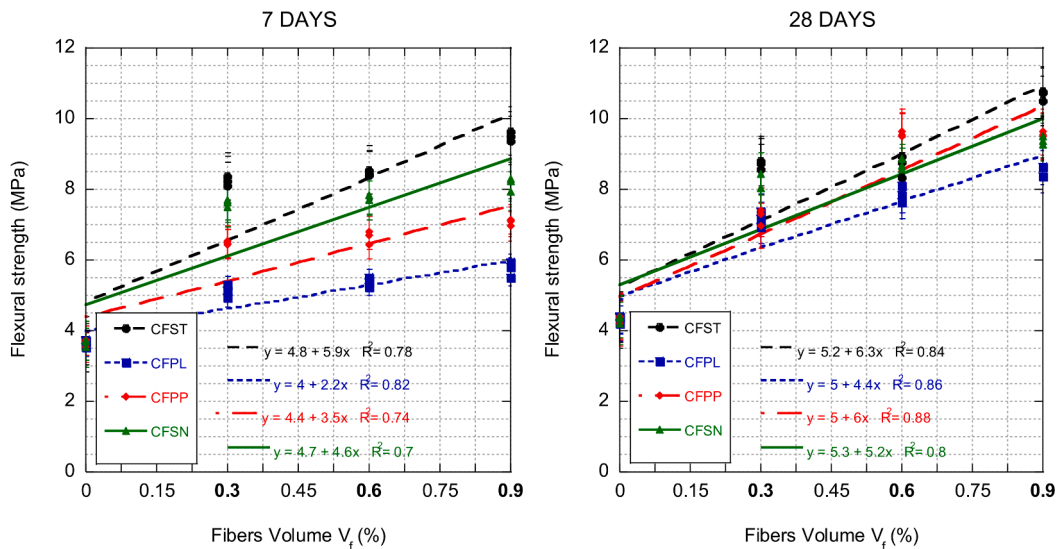 7 DAYS
12
10
8
6
4
2
0
Flexural strength (MPa)
CFST
CFPL
CFPP
CFSN
y = 4.8 + 5.9x R²= 0.78
y = 4 + 2.2x R²= 0.82
y = 4.4 + 3.5x R²= 0.74
y = 4.7 + 4.6x R²= 0.7
0 0.15 0.3 0.45 0.6 0.75 0.9
Fibers Volume V_f (%)
28 DAYS
12
10
8
6
4
2
0
Flexural strength (MPa)
CFST
CFPL
CFPP
CFSN
y = 5.2 + 6.3x R²= 0.84
y = 5 + 4.4x R²= 0.86
y = 5 + 6x R²= 0.88
y = 5.3 + 5.2x R²= 0.8
0 0.15 0.3 0.45 0.6 0.75 0.9
Fibers Volume V_f (%)